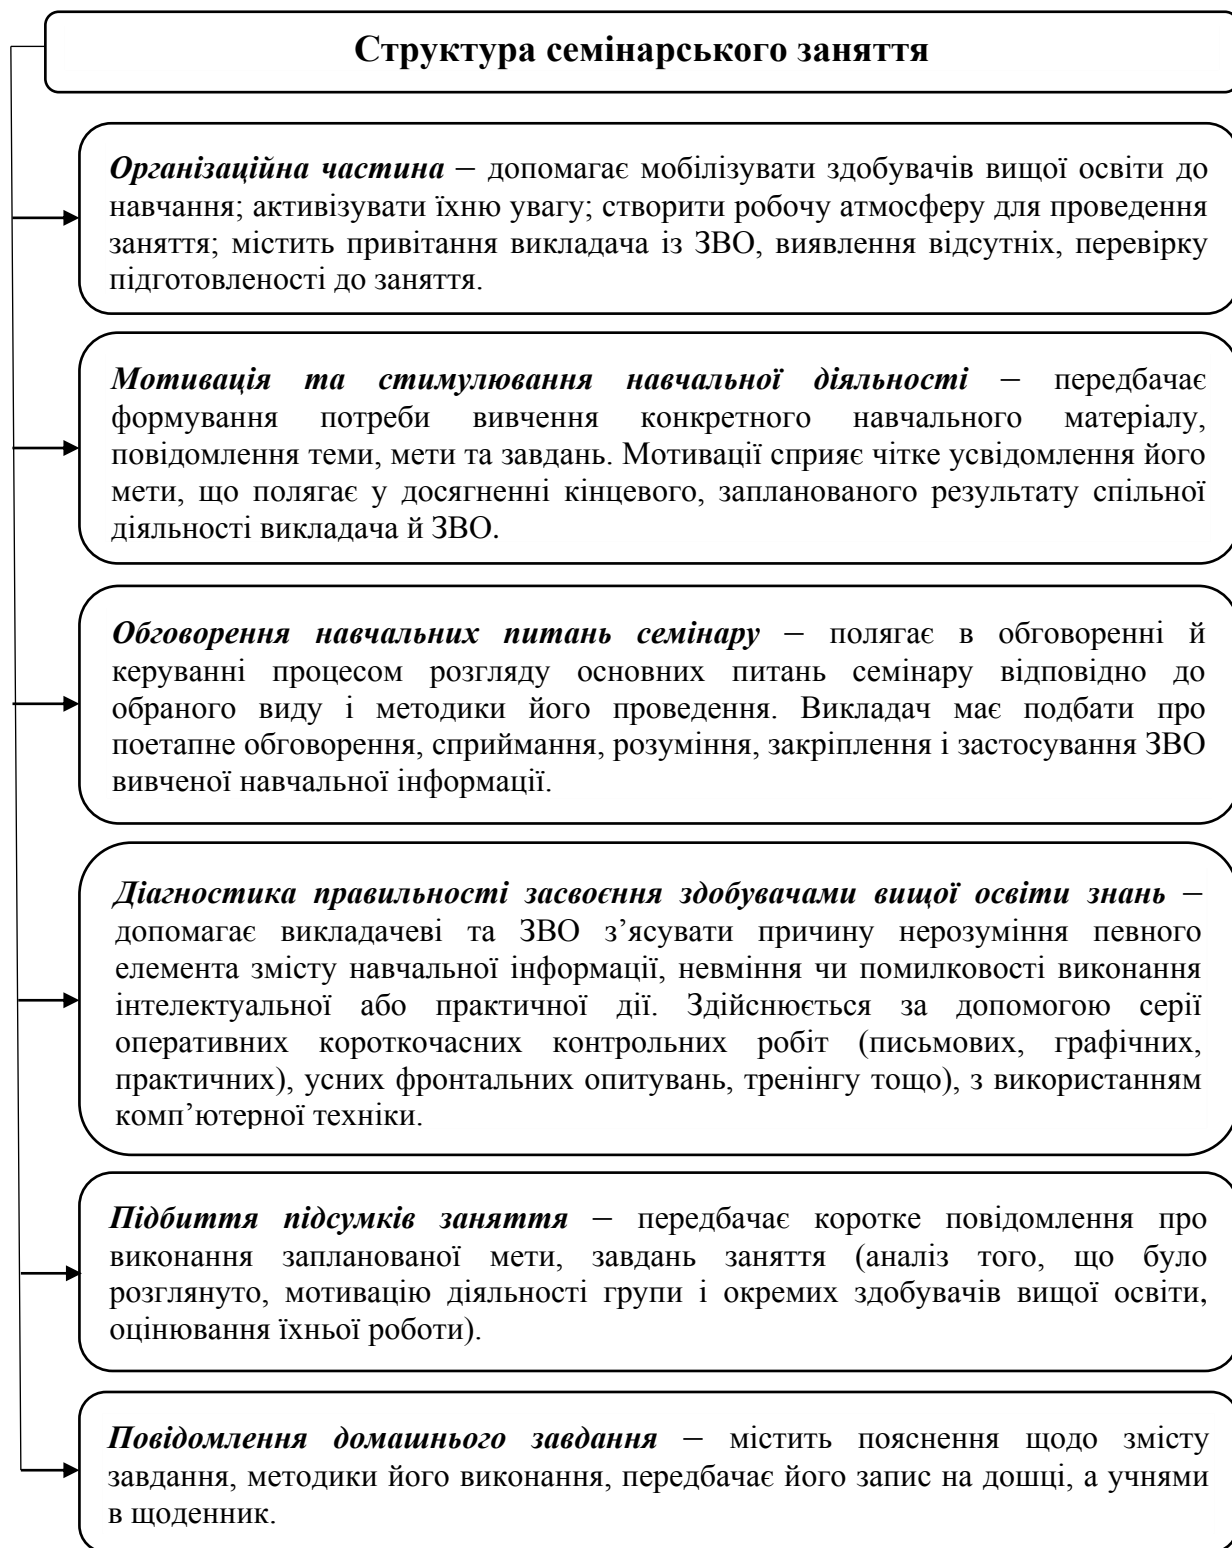 Структура семінарського заняття
Організаційна частина – допомагає мобілізувати здобувачів вищої освіти до
навчання; активізувати їхню увагу; створити робочу атмосферу для проведення
заняття; містить привітання викладача із ЗВО, виявлення відсутніх, перевірку
підготовленості до заняття.
Мотивація та стимулювання навчальної діяльності – передбачає
формування потреби вивчення конкретного навчального матеріалу,
повідомлення теми, мети та завдань. Мотивації сприяє чітке усвідомлення його
мети, що полягає у досягненні кінцевого, запланованого результату спільної
діяльності викладача й ЗВО.
Обговорення навчальних питань семінару – полягає в обговоренні й
керуванні процесом розгляду основних питань семінару відповідно до
обраного виду і методики його проведення. Викладач має подбати про
поетапне обговорення, сприймання, розуміння, закріплення і застосування ЗВО
вивченої навчальної інформації.
Діагностика правильності засвоєння здобувачами вищої освіти знань –
допомагає викладачеві та ЗВО з’ясувати причину нерозуміння певного
елемента змісту навчальної інформації, невміння чи помилковості виконання
інтелектуальної або практичної дії. Здійснюється за допомогою серії
оперативних короткочасних контрольних робіт (письмових, графічних,
практичних), усних фронтальних опитувань, тренінгу тощо), з використанням
комп’ютерної техніки.
Підбиття підсумків заняття – передбачає коротке повідомлення про
виконання запланованої мети, завдань заняття (аналіз того, що було
розглянуто, мотивацію діяльності групи і окремих здобувачів вищої освіти,
оцінювання їхньої роботи).
Повідомлення домашнього завдання – містить пояснення щодо змісту
завдання, методики його виконання, передбачає його запис на дошці, а учнями
в щоденник.